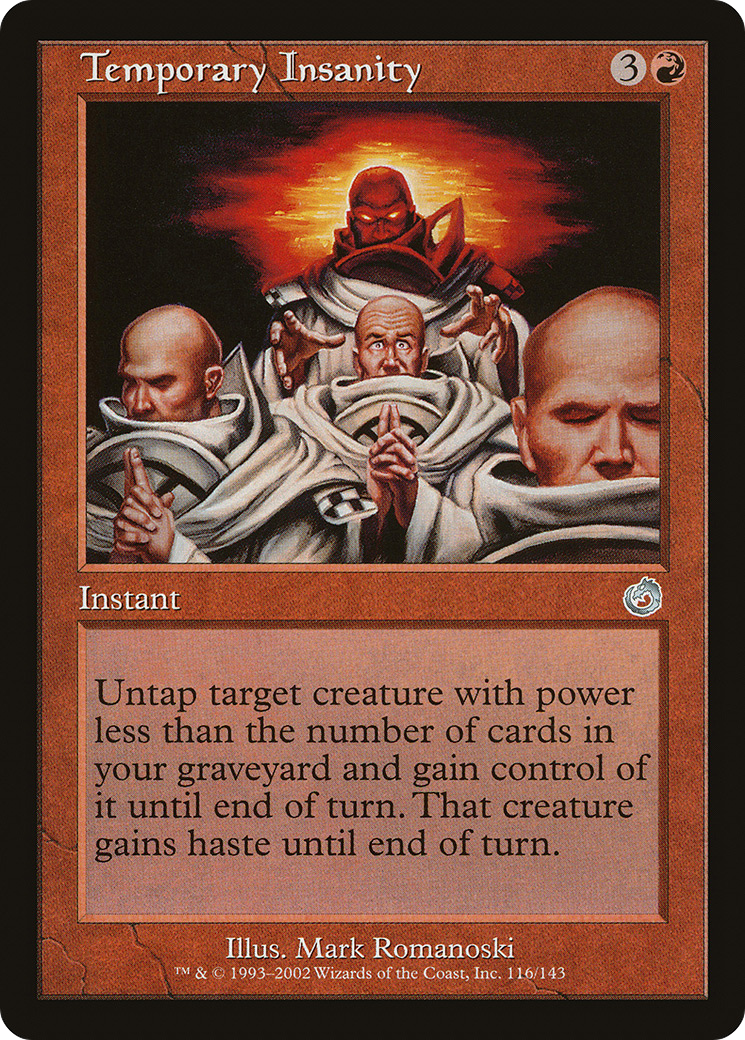 Temporary Insanity 3
Instant
Untap target creature with power
less than the number of cards in
your graveyard and gain control of
it until end of turn. That creature
gains haste until end of turn.
Illus. Mark Romanoski
™ & © 1993–2002 Wizards of the Coast, Inc. 116/143